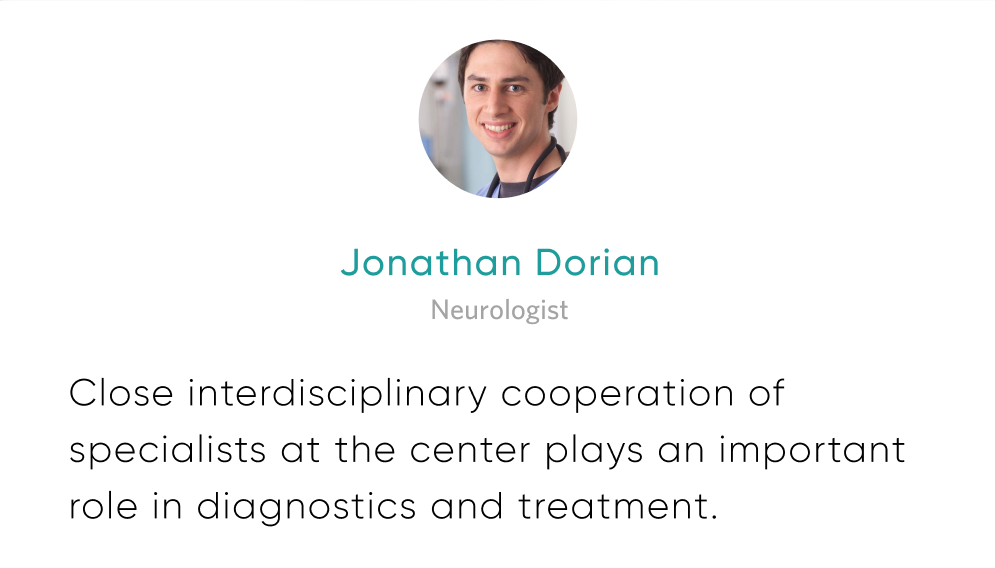 Jonathan Dorian
Neurologist
Close interdisciplinary cooperation of
specialists at the center plays an important
role in diagnostics and treatment.